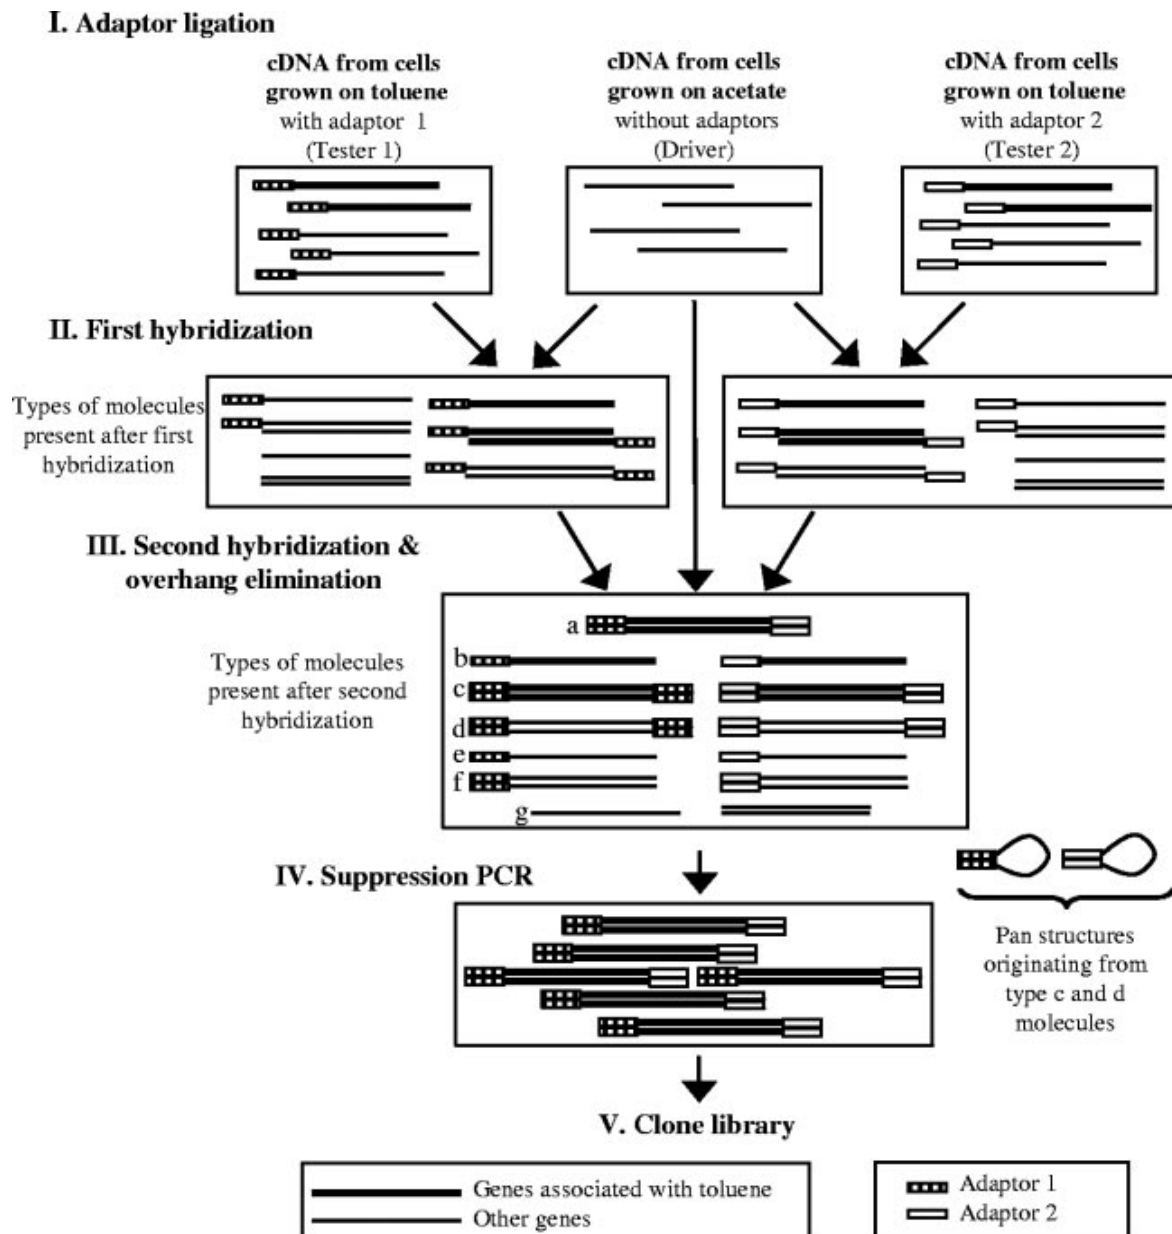 I. Adaptor ligation
cDNA from cells
grown on toluene
with adaptor 1
(Tester 1)
cDNA from cells
grown on acetate
without adaptors
(Driver)
cDNA from cells
grown on toluene
with adaptor 2
(Tester 2)
II. First hybridization
Types of molecules
present after first
hybridization
III. Second hybridization &
overhang elimination
Types of molecules
present after second
hybridization
a
b
c
d
e
f
g
IV. Suppression PCR
Pan structures
originating from
type c and d
molecules
V. Clone library
Genes associated with toluene
Other genes
Adaptor 1
Adaptor 2